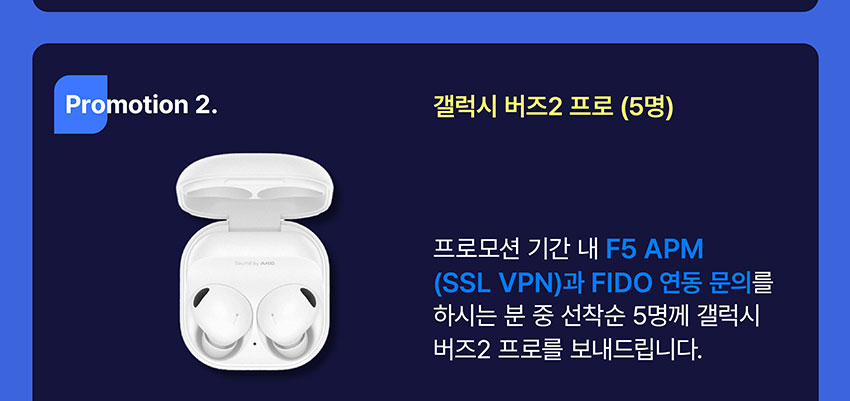 Promotion 2.
갤럭시 버즈2 프로 (5명)
Sound by AKG
프로모션 기간 내 F5 APM
(SSL VPN)과 FIDO 연동 문의를
하시는 분 중 선착순 5명께 갤럭시
버즈2 프로를 보내드립니다.